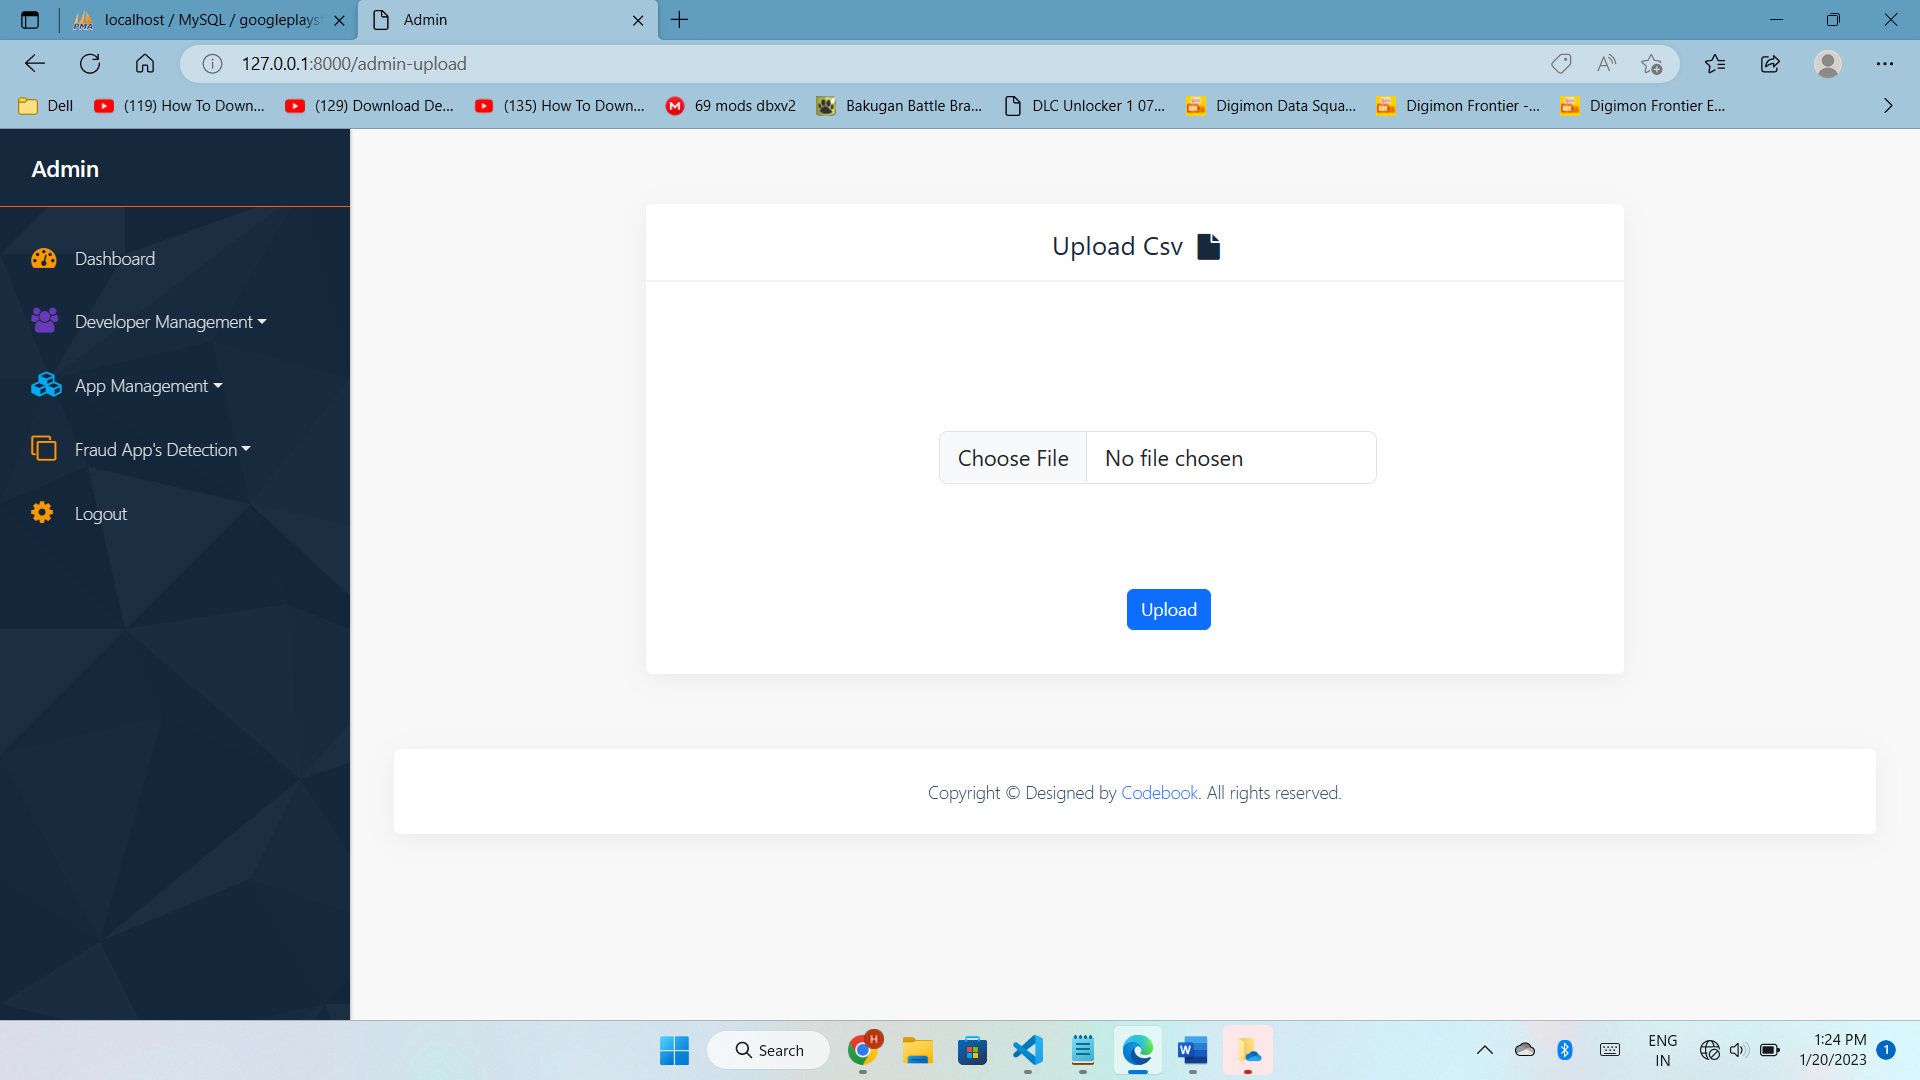 localhost / MySQL / googleplays
Admin
127.0.0.1:8000/admin-upload
Dell
(119) How To Down...
(129) Download De...
(135) How To Down...
69 mods dbxv2
Bakugan Battle Bra...
DLC Unlocker 1 07...
Digimon Data Squa...
Digimon Frontier -...
Digimon Frontier E...
Admin
Dashboard
Developer Management
App Management
Fraud App's Detection
Logout
Upload Csv
Choose File No file chosen
Upload
Copyright © Designed by Codebook. All rights reserved.
Search
H
ENG
IN
1:24 PM
1/20/2023
1